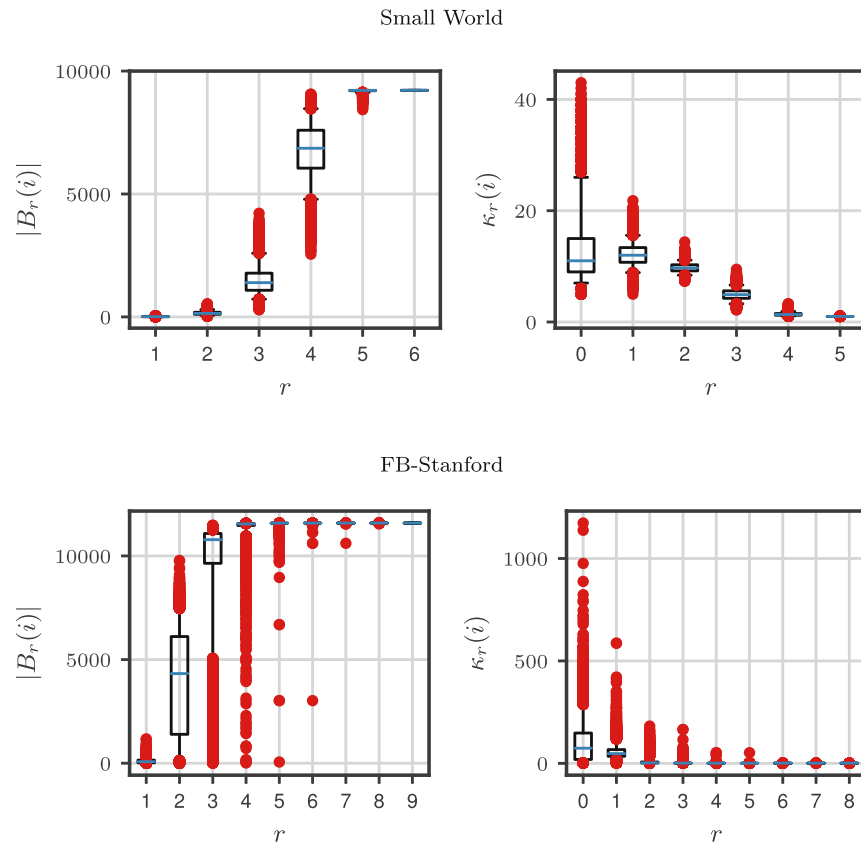 Small World
|B_r(i)|
10000
5000
0
1 2 3 4 5 6
r
κ_r(i)
40
20
0
0 1 2 3 4 5
r
FB-Stanford
|B_r(i)|
10000
5000
0
1 2 3 4 5 6 7 8 9
r
κ_r(i)
1000
500
0
0 1 2 3 4 5 6 7 8
r